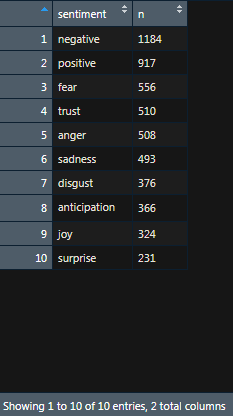 sentiment n
1 negative 1184
2 positive 917
3 fear 556
4 trust 510
5 anger 508
6 sadness 493
7 disgust 376
8 anticipation 366
9 joy 324
10 surprise 231
Showing 1 to 10 of 10 entries, 2 total columns